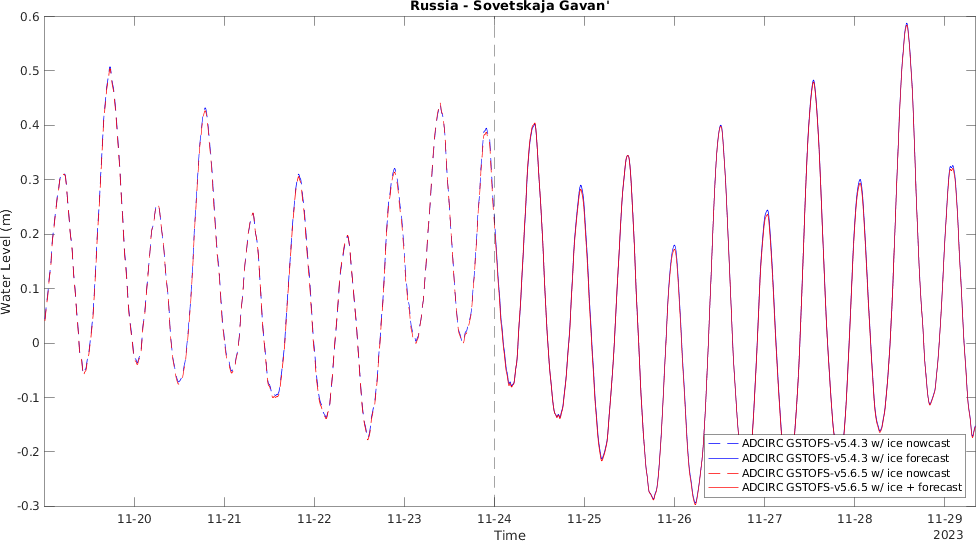 Russia - Sovetskaja Gavan'
0.6
0.5
0.4
0.3
0.2
0.1
0
-0.1
-0.2
-0.3
Water Level (m)
ADCIRC GSTOFS-v5.4.3 w/ ice nowcast
ADCIRC GSTOFS-v5.4.3 w/ ice forecast
ADCIRC GSTOFS-v5.6.5 w/ ice nowcast
ADCIRC GSTOFS-v5.6.5 w/ ice + forecast
11-20 11-21 11-22 11-23 11-24 11-25 11-26 11-27 11-28 11-29
Time 2023